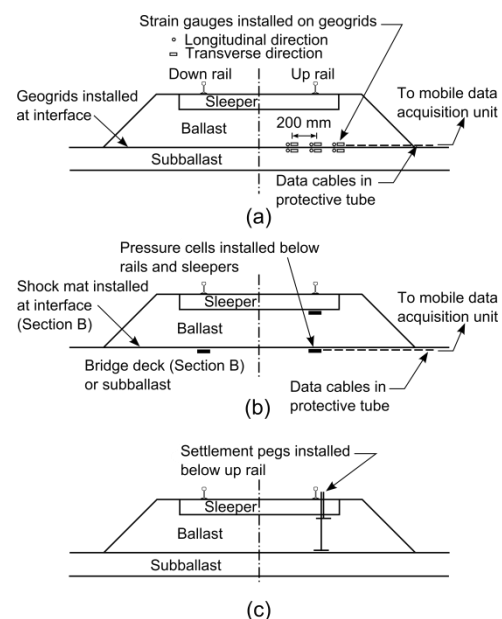 Strain gauges installed on geogrids
Longitudinal direction
Transverse direction
Down rail
Up rail
Sleeper
Geogrids installed
at interface
Ballast
200 mm
To mobile data
acquisition unit
Subballast
Data cables in
protective tube
(a)
Pressure cells installed below
rails and sleepers
Shock mat installed
at interface
(Section B)
Sleeper
Ballast
To mobile data
acquisition unit
Bridge deck (Section B)
or subballast
Data cables in
protective tube
(b)
Settlement pegs installed
below up rail
Sleeper
Ballast
Subballast
(c)